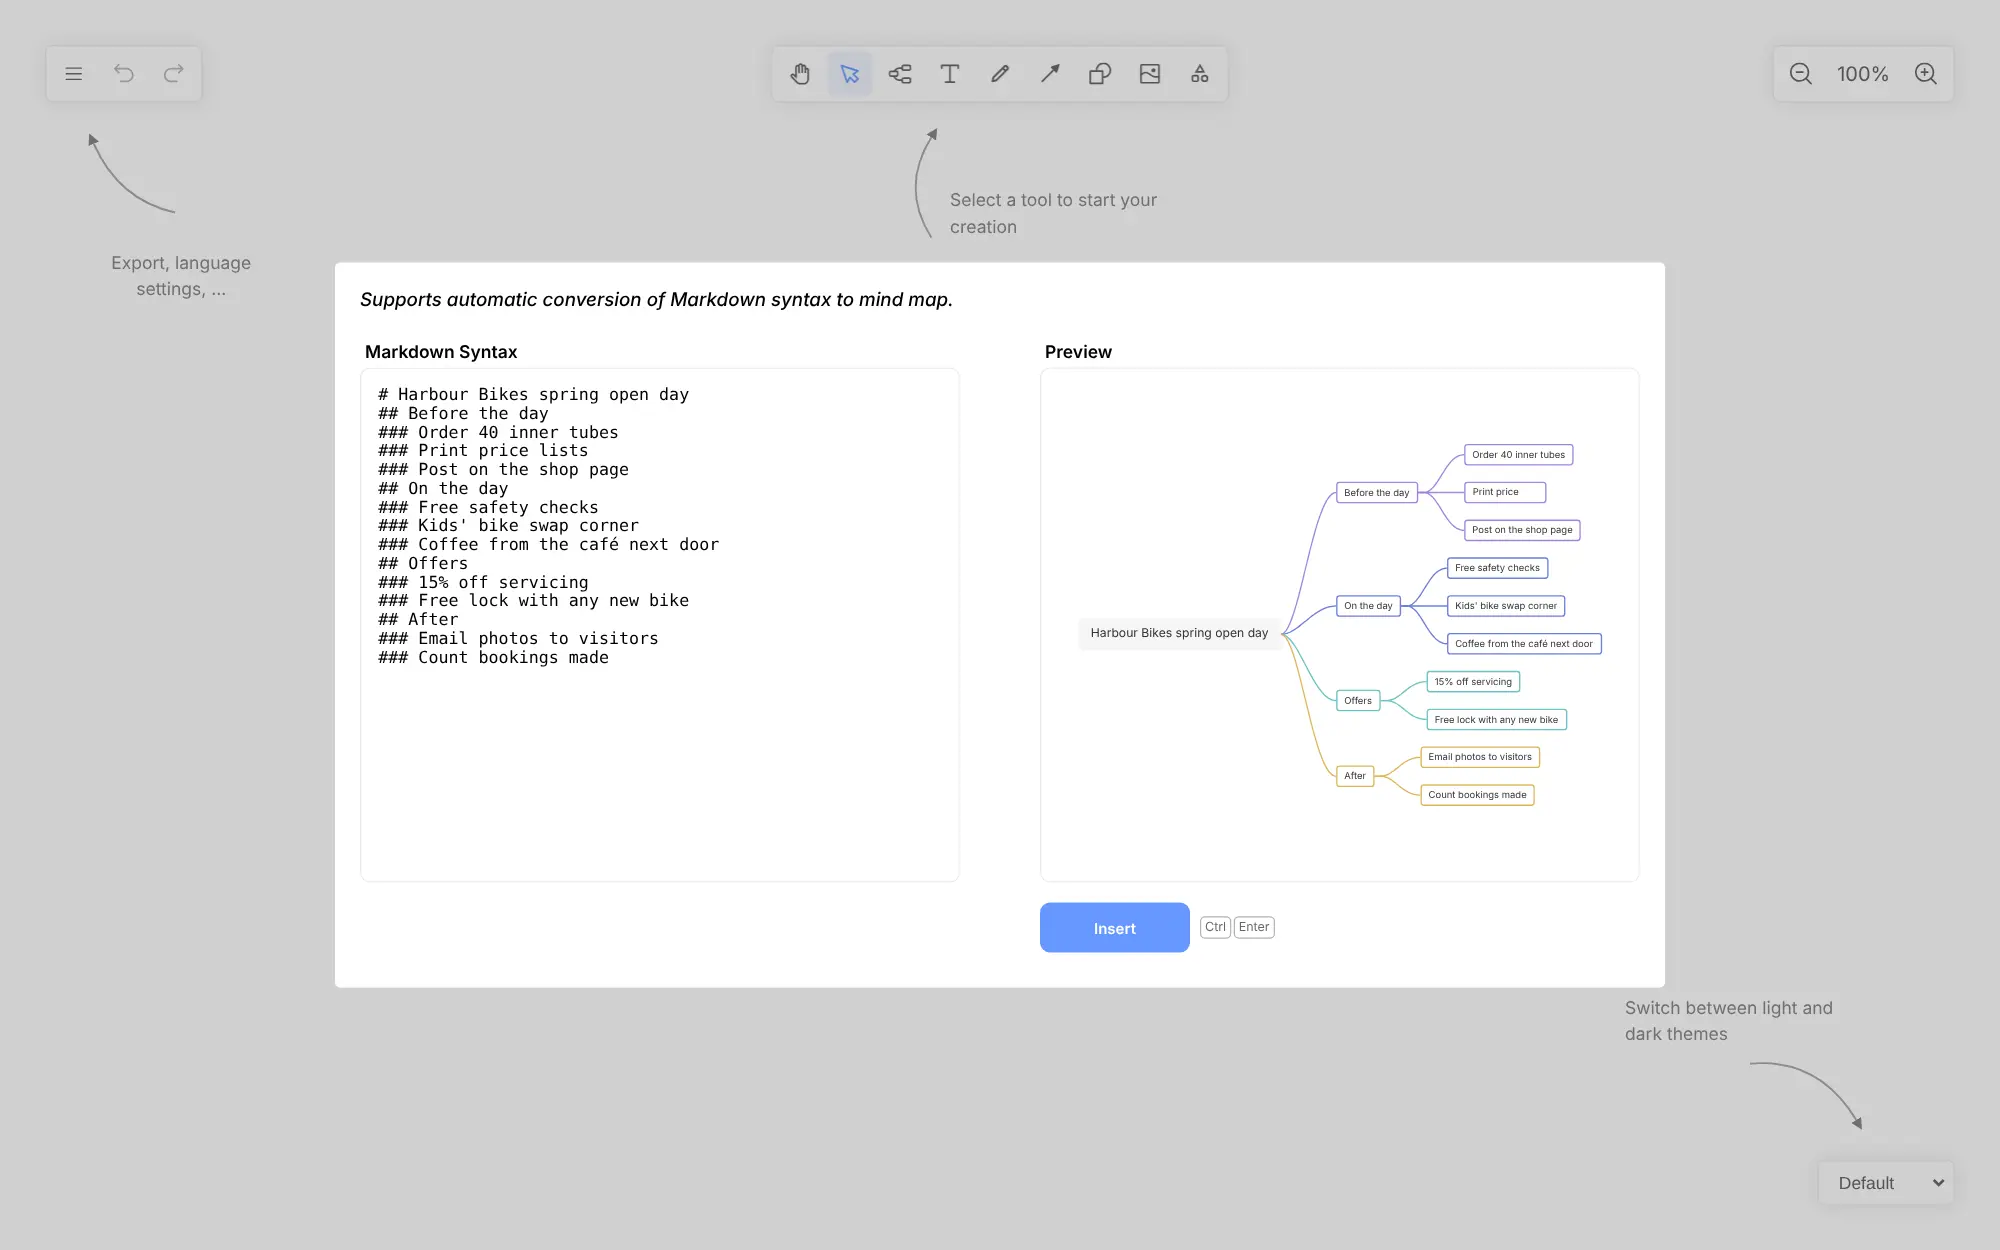 100%
Select a tool to start your
creation
Export, language
settings, ...
Supports automatic conversion of Markdown syntax to mind map.
Markdown Syntax
# Harbour Bikes spring open day
## Before the day
### Order 40 inner tubes
### Print price lists
### Post on the shop page
## On the day
### Free safety checks
### Kids' bike swap corner
### Coffee from the café next door
## Offers
### 15% off servicing
### Free lock with any new bike
## After
### Email photos to visitors
### Count bookings made
Preview
Harbour Bikes spring open day
Before the day
Order 40 inner tubes
Print price
Post on the shop page
On the day
Free safety checks
Kids' bike swap corner
Coffee from the café next door
Offers
15% off servicing
Free lock with any new bike
After
Email photos to visitors
Count bookings made
Insert
Ctrl Enter
Switch between light and
dark themes
Default